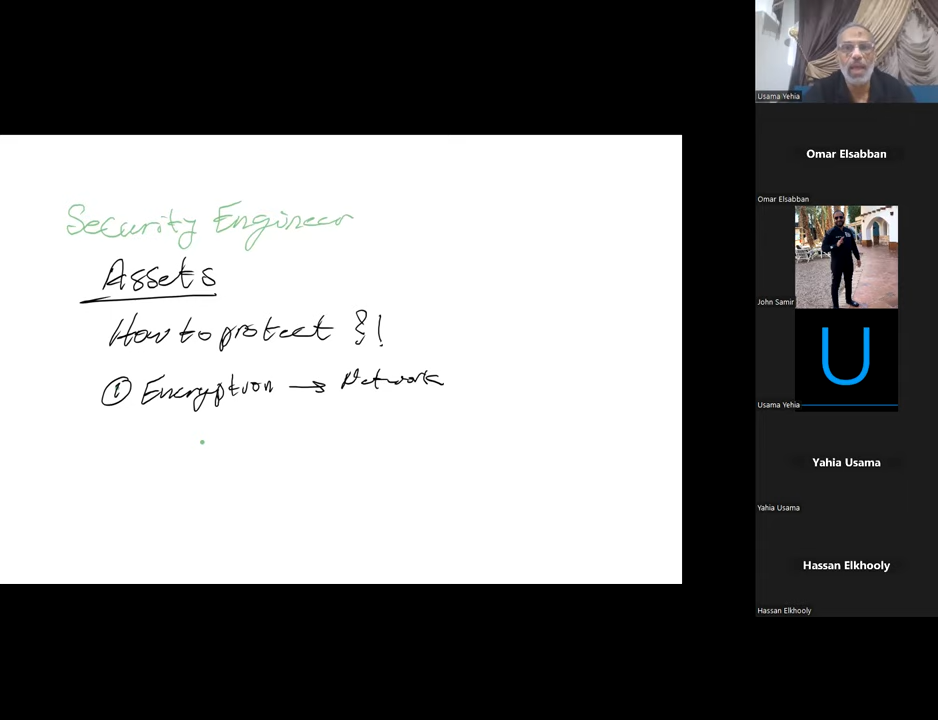 Security Engineer
Assets
How to protect ?!
① Encryption → Network
Usama Yehia
Omar Elsabban
Omar Elsabban
John Samir
U
Usama Yehia
Yahia Usama
Yahia Usama
Hassan Elkhooly
Hassan Elkhooly